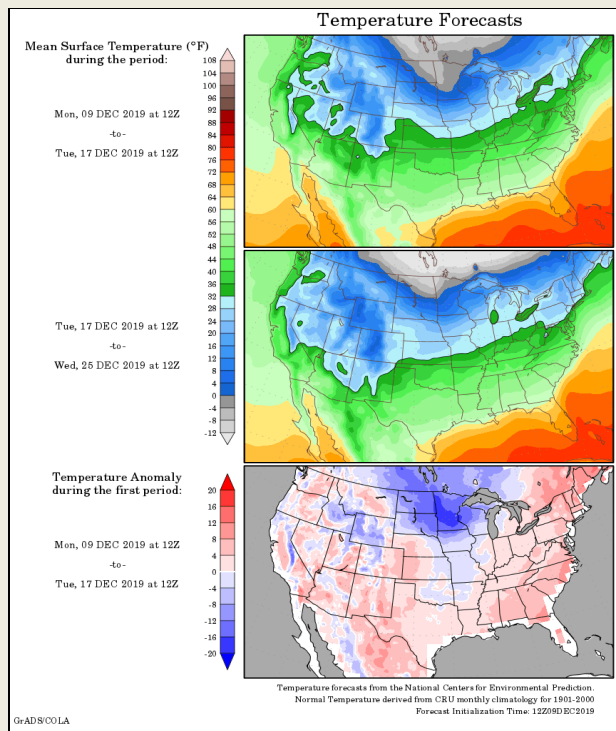 Temperature Forecasts
Mean Surface Temperature (°F)
during the period:
Mon, 09 DEC 2019 at 12Z
-to-
Tue, 17 DEC 2019 at 12Z
108
104
100
96
92
88
84
80
76
72
68
64
60
56
52
48
44
40
36
32
28
24
20
16
12
8
4
0
-4
-8
-12
Tue, 17 DEC 2019 at 12Z
-to-
Wed, 25 DEC 2019 at 12Z
Temperature Anomaly
during the first period:
Mon, 09 DEC 2019 at 12Z
-to-
Tue, 17 DEC 2019 at 12Z
20
16
12
8
4
0
-4
-8
-12
-16
-20
Temperature forecasts from the National Centers for Environmental Prediction.
Normal Temperature derived from CRU monthly climatology for 1901-2000
Forecast Initialization Time: 12Z09DEC2019
GrADS/COLA